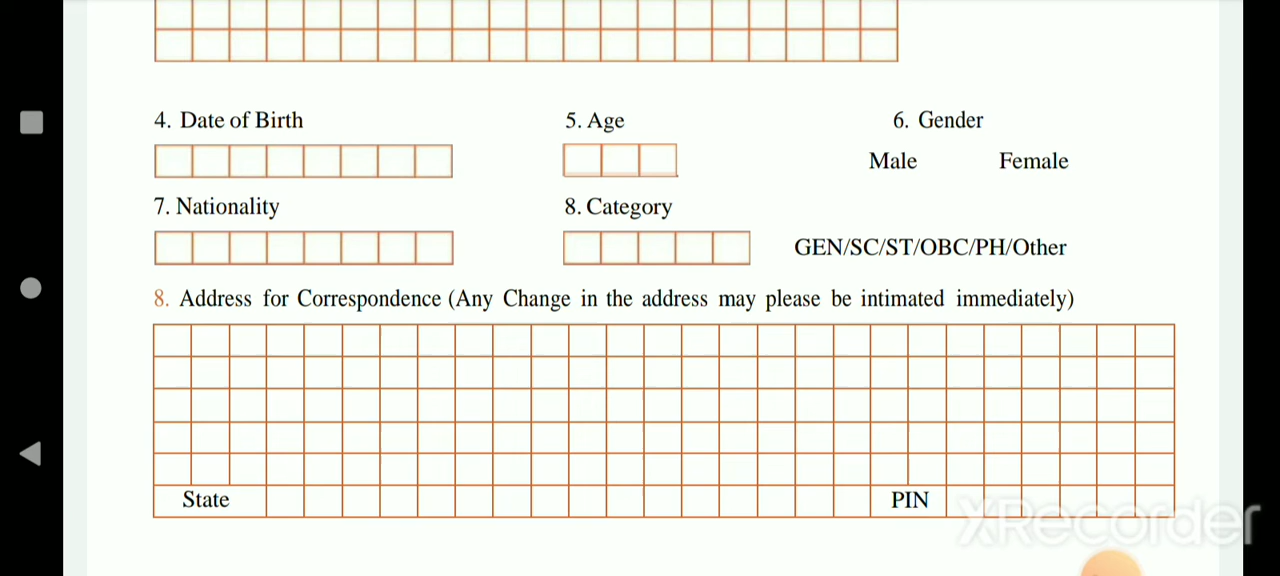 4. Date of Birth 5. Age 6. Gender
Male Female
7. Nationality 8. Category
GEN/SC/ST/OBC/PH/Other
8. Address for Correspondence (Any Change in the address may please be intimated immediately)
State PIN
XRecorder